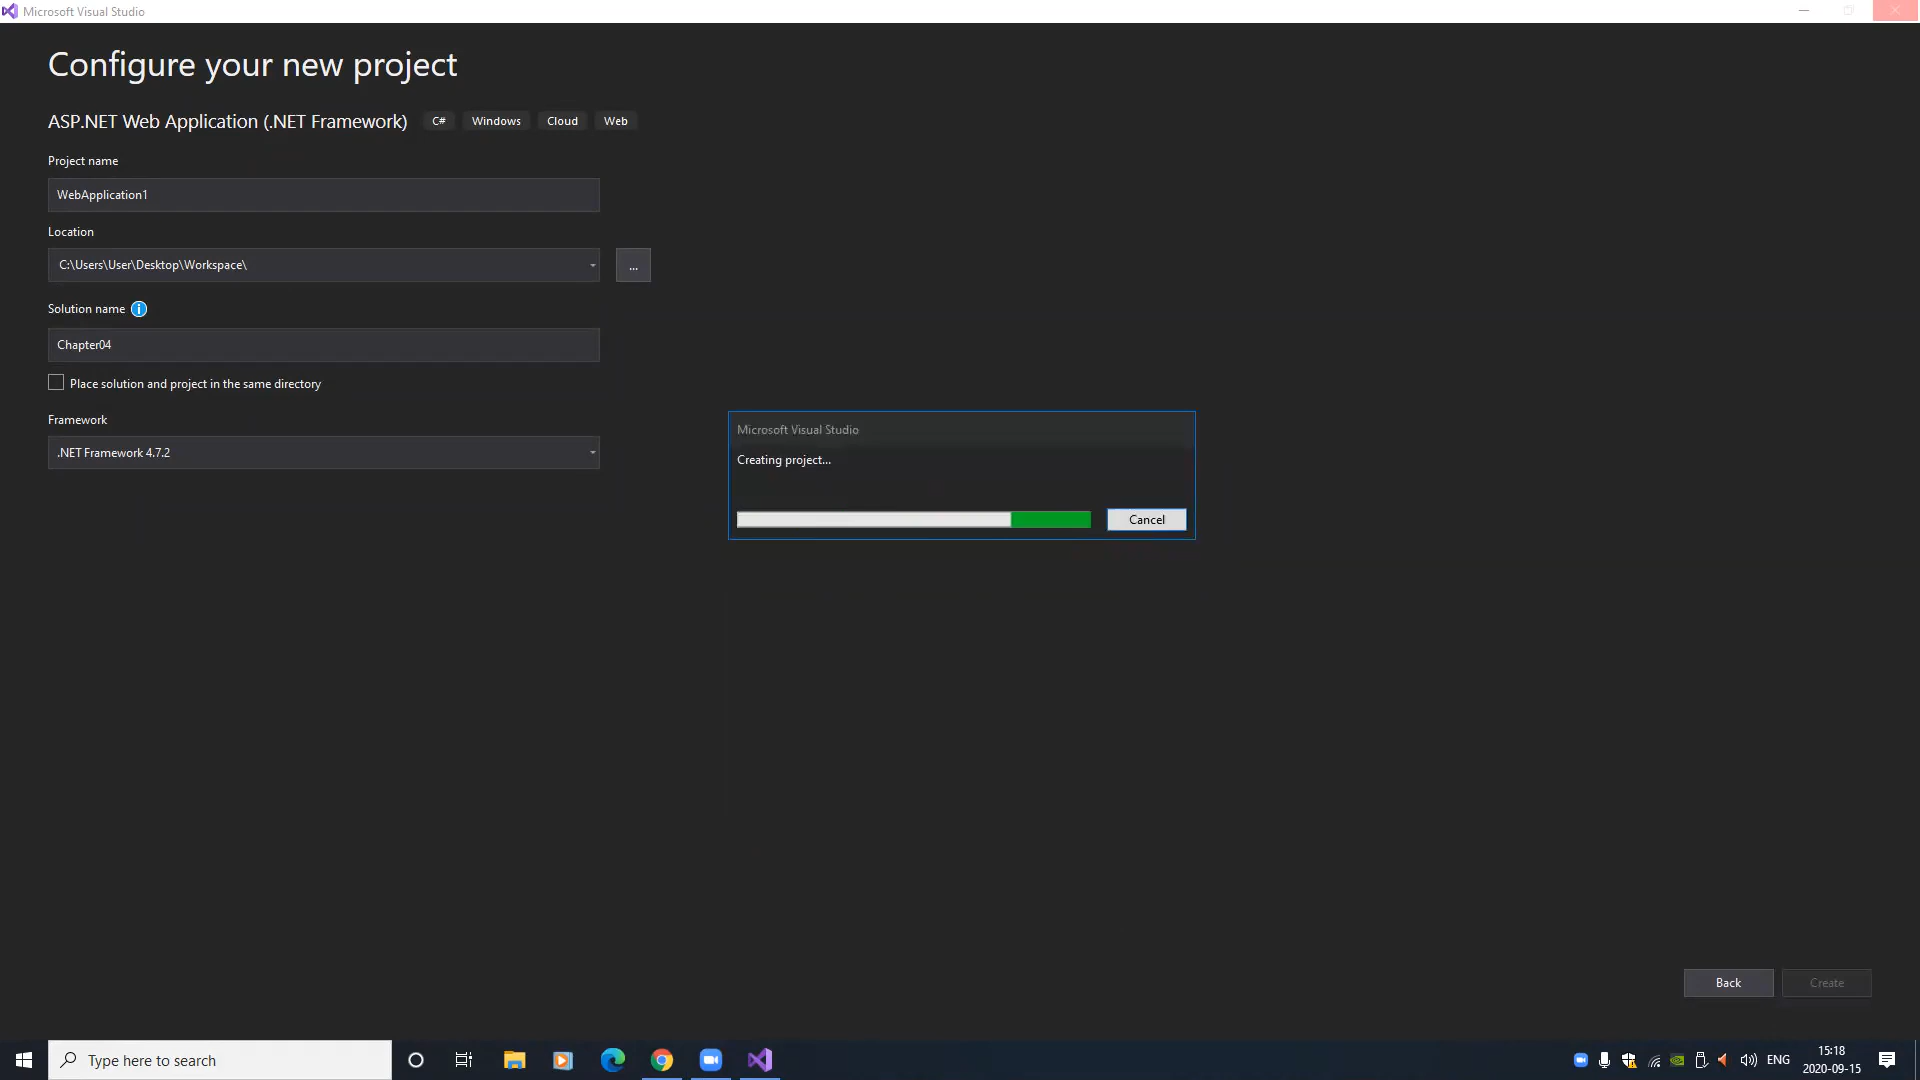 Microsoft Visual Studio
Configure your new project
ASP.NET Web Application (.NET Framework) C# Windows Cloud Web
Project name
WebApplication1
Location
C:\Users\User\Desktop\Workspace\
...
Solution name
Chapter04
Place solution and project in the same directory
Framework
.NET Framework 4.7.2
Microsoft Visual Studio
Creating project...
Cancel
Back Create
Type here to search
ENG
15:18
2020-09-15